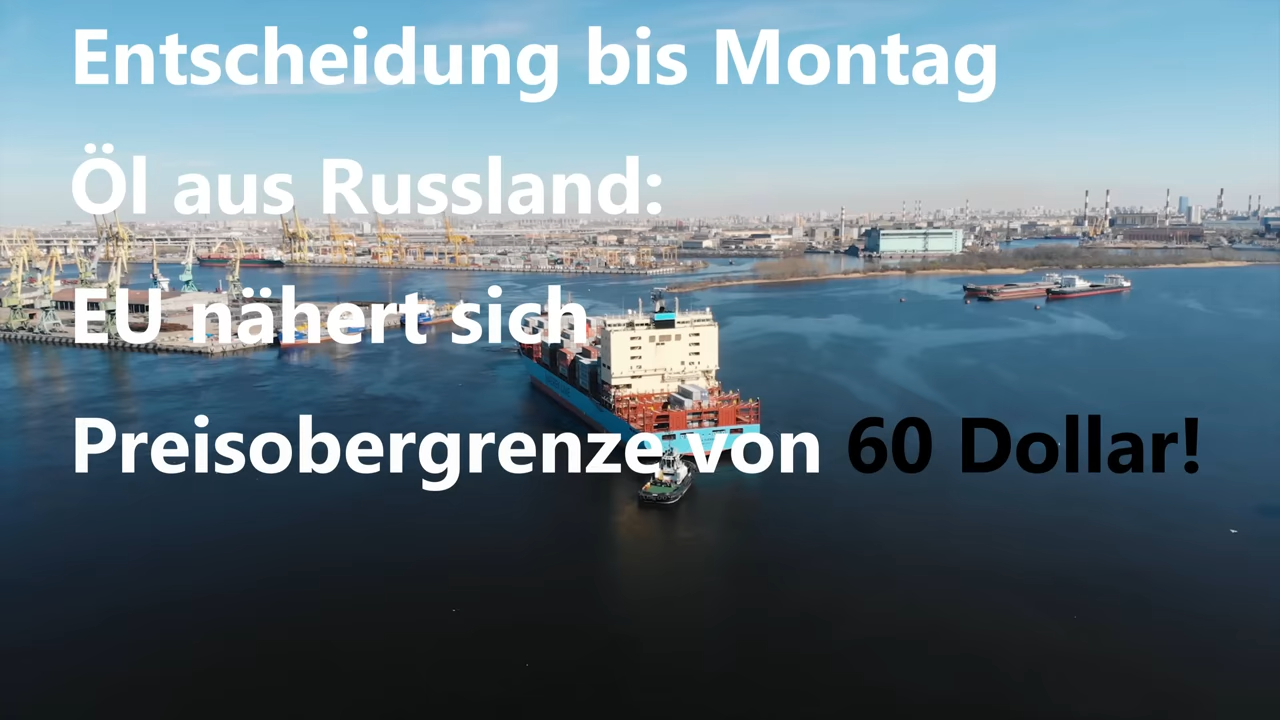 Entscheidung bis Montag
Öl aus Russland:
EU nähert sich
Preisobergrenze von 60 Dollar!